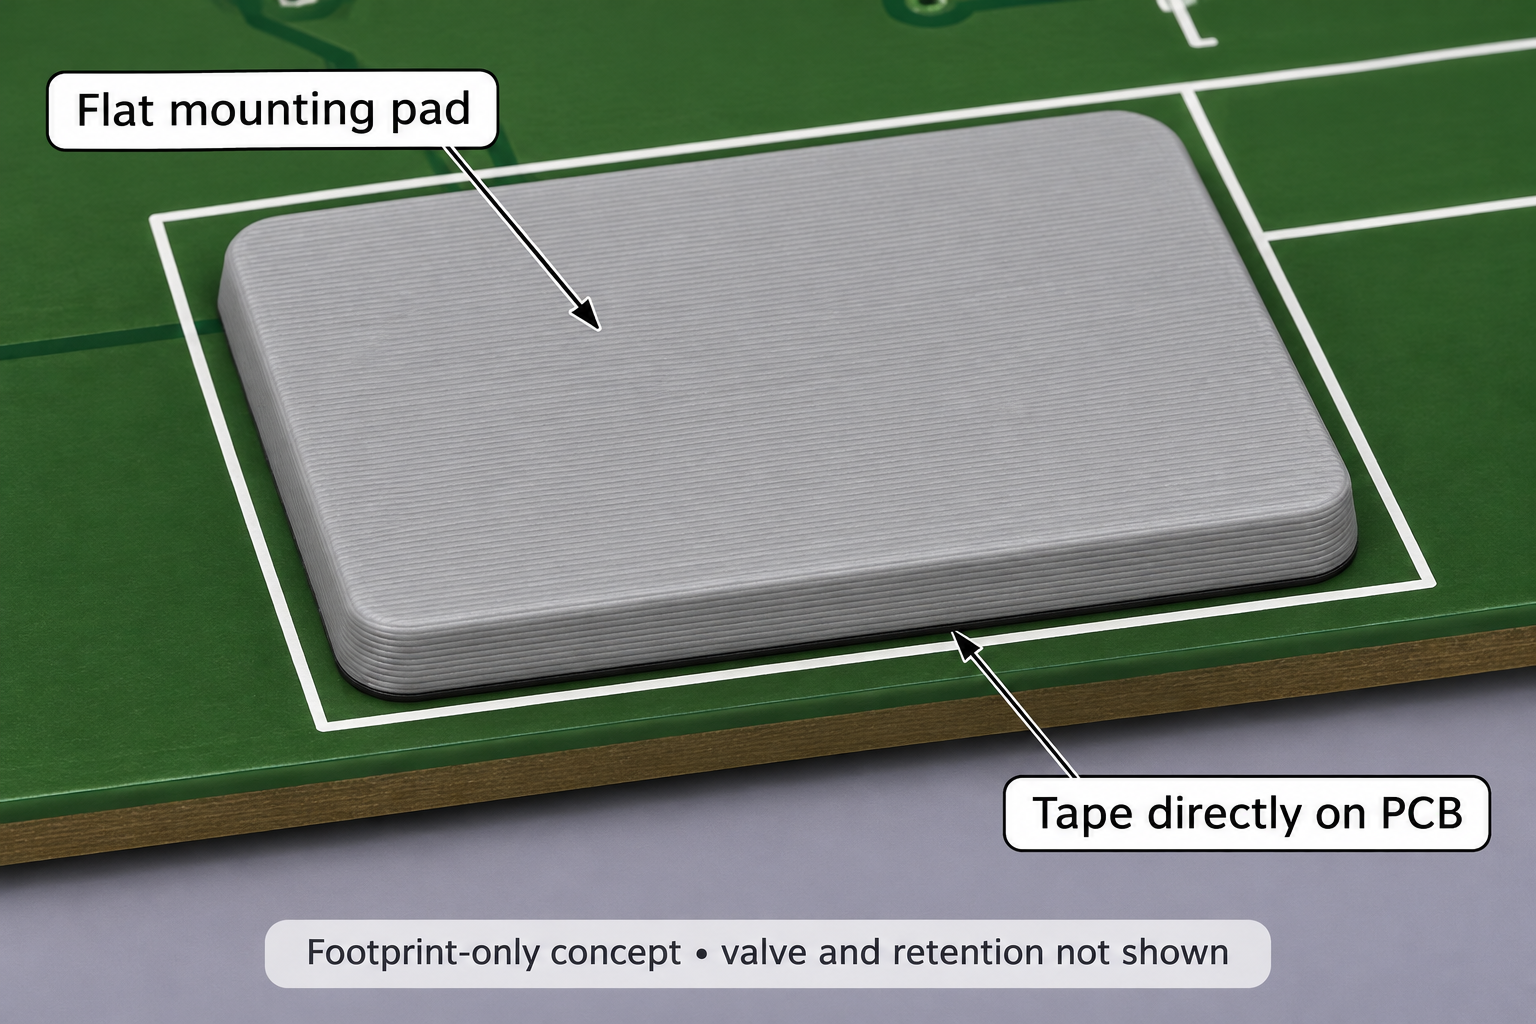 Flat mounting pad
Tape directly on PCB
Footprint-only concept • valve and retention not shown